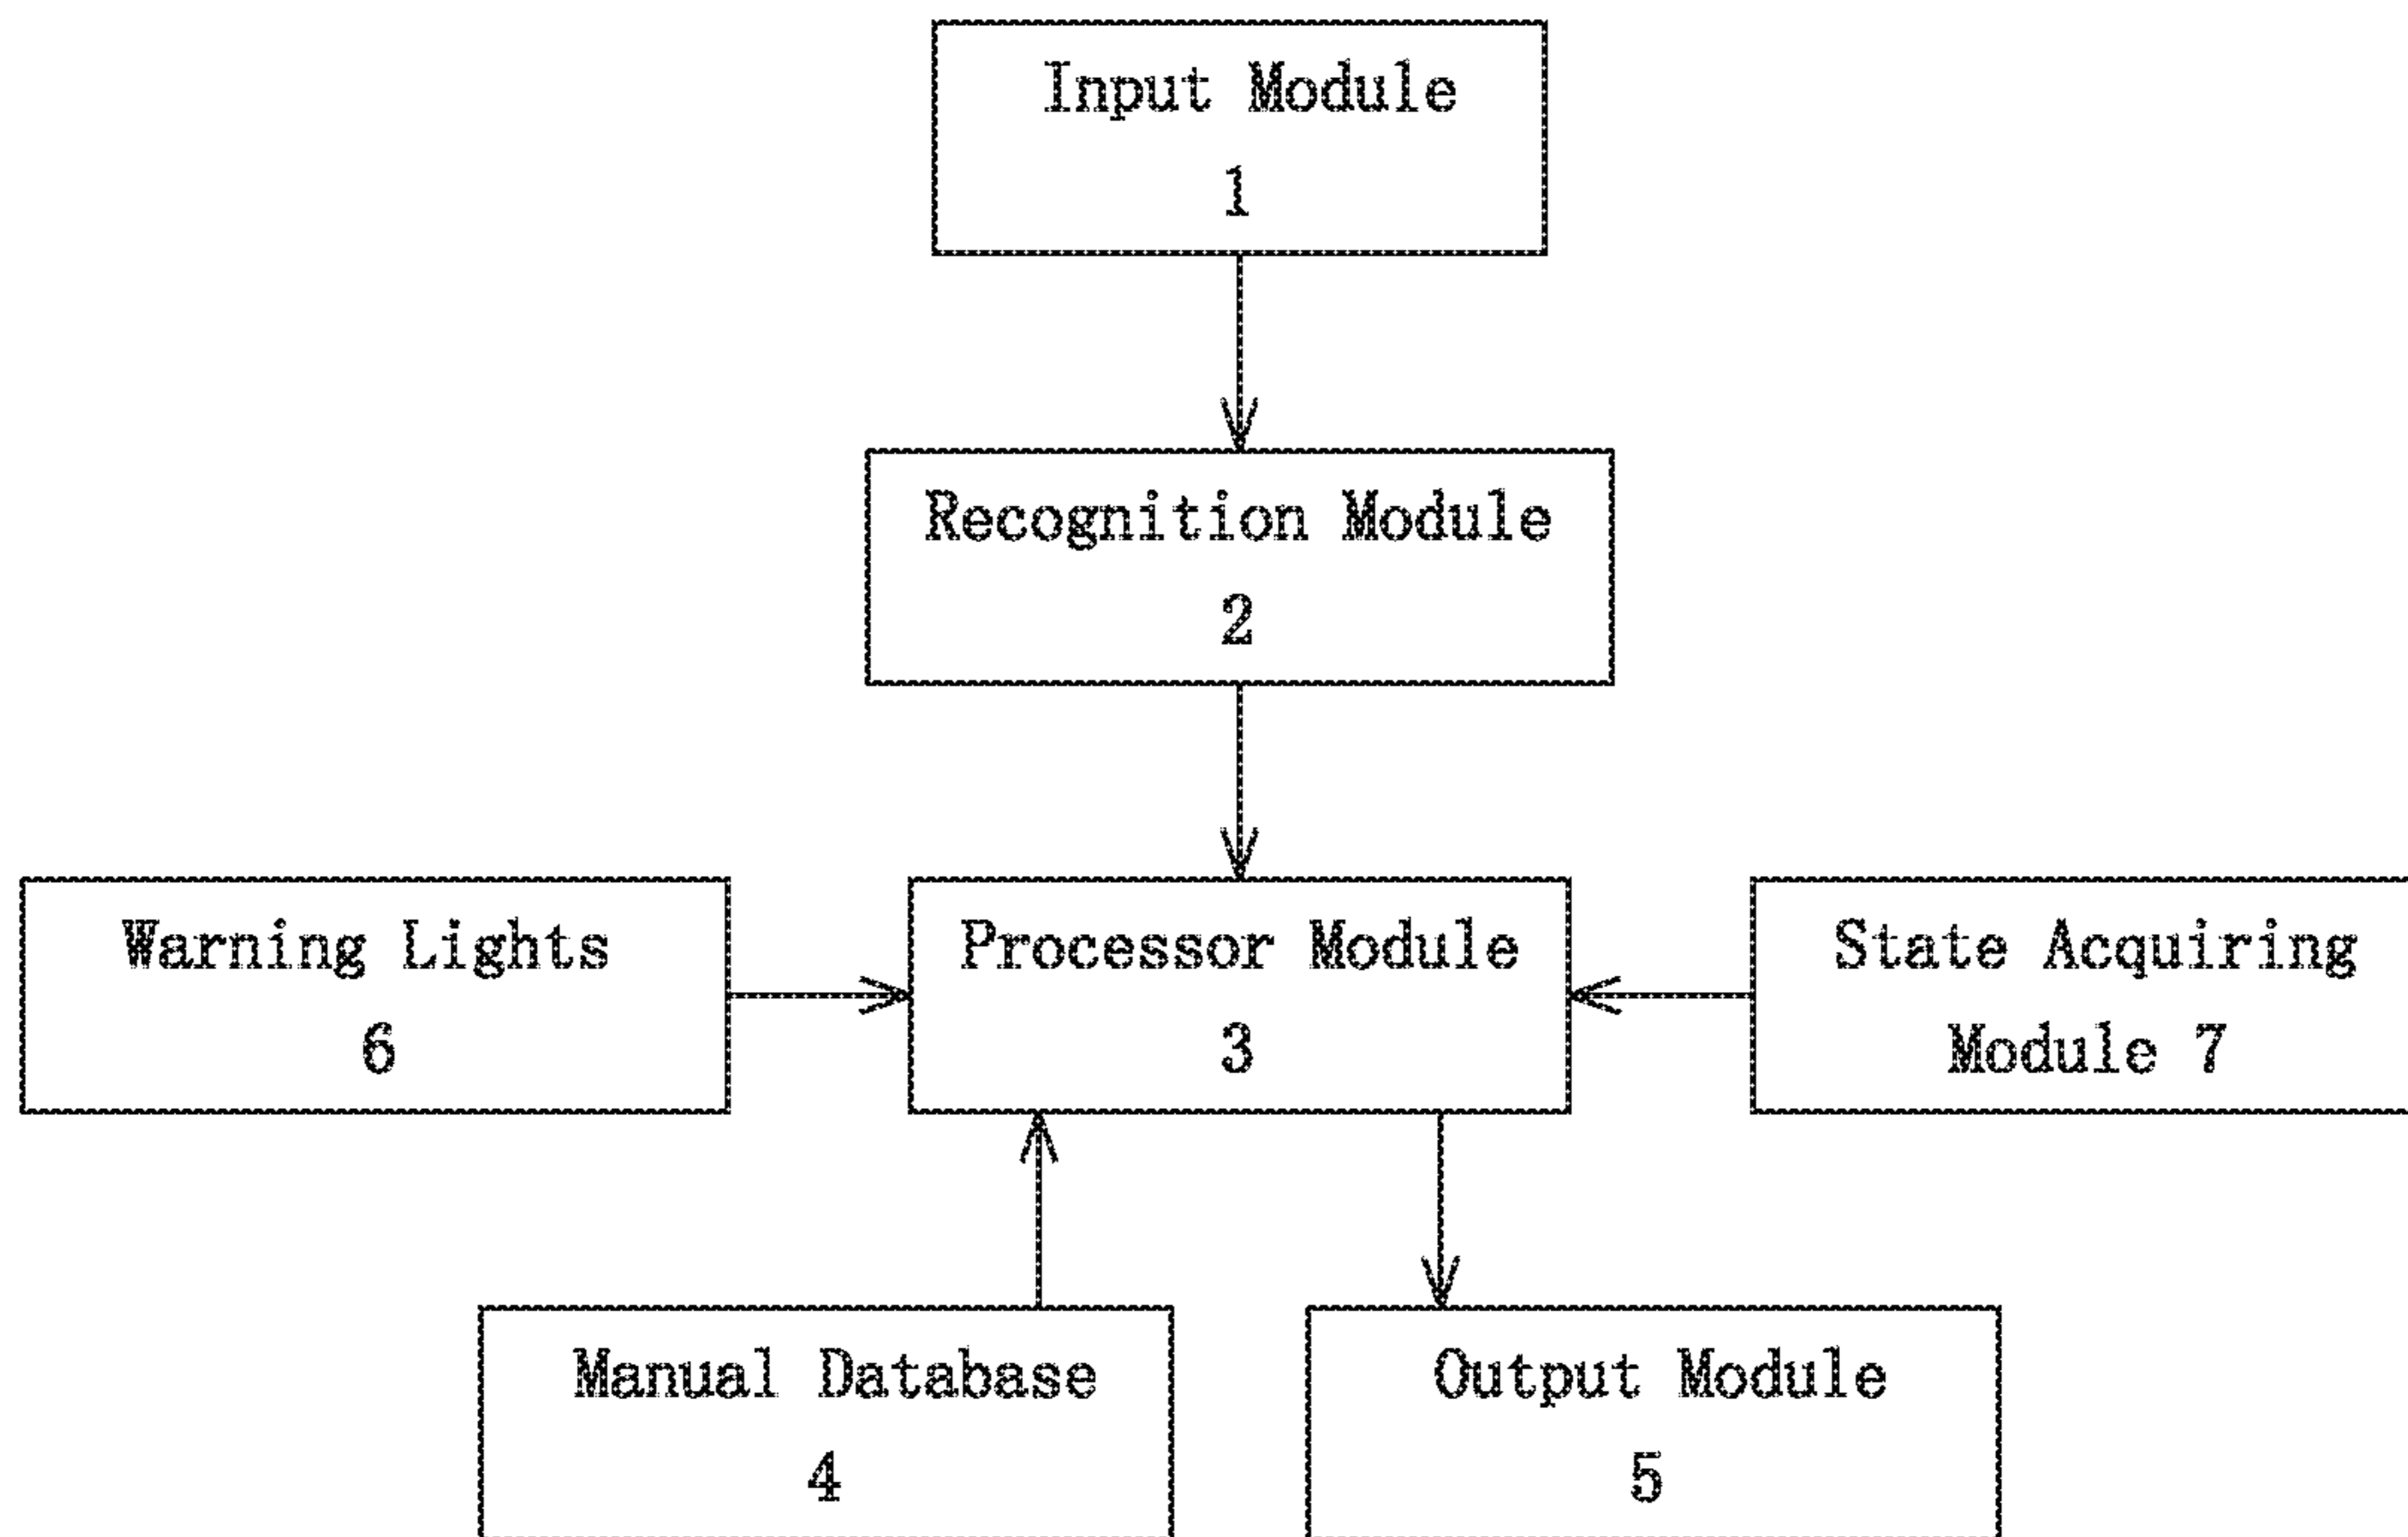 Input Module
1
Recognition Module
2
Warning Lights
6
Processor Module
3
State Acquiring
Module 7
Manual Database
4
Output Module
5